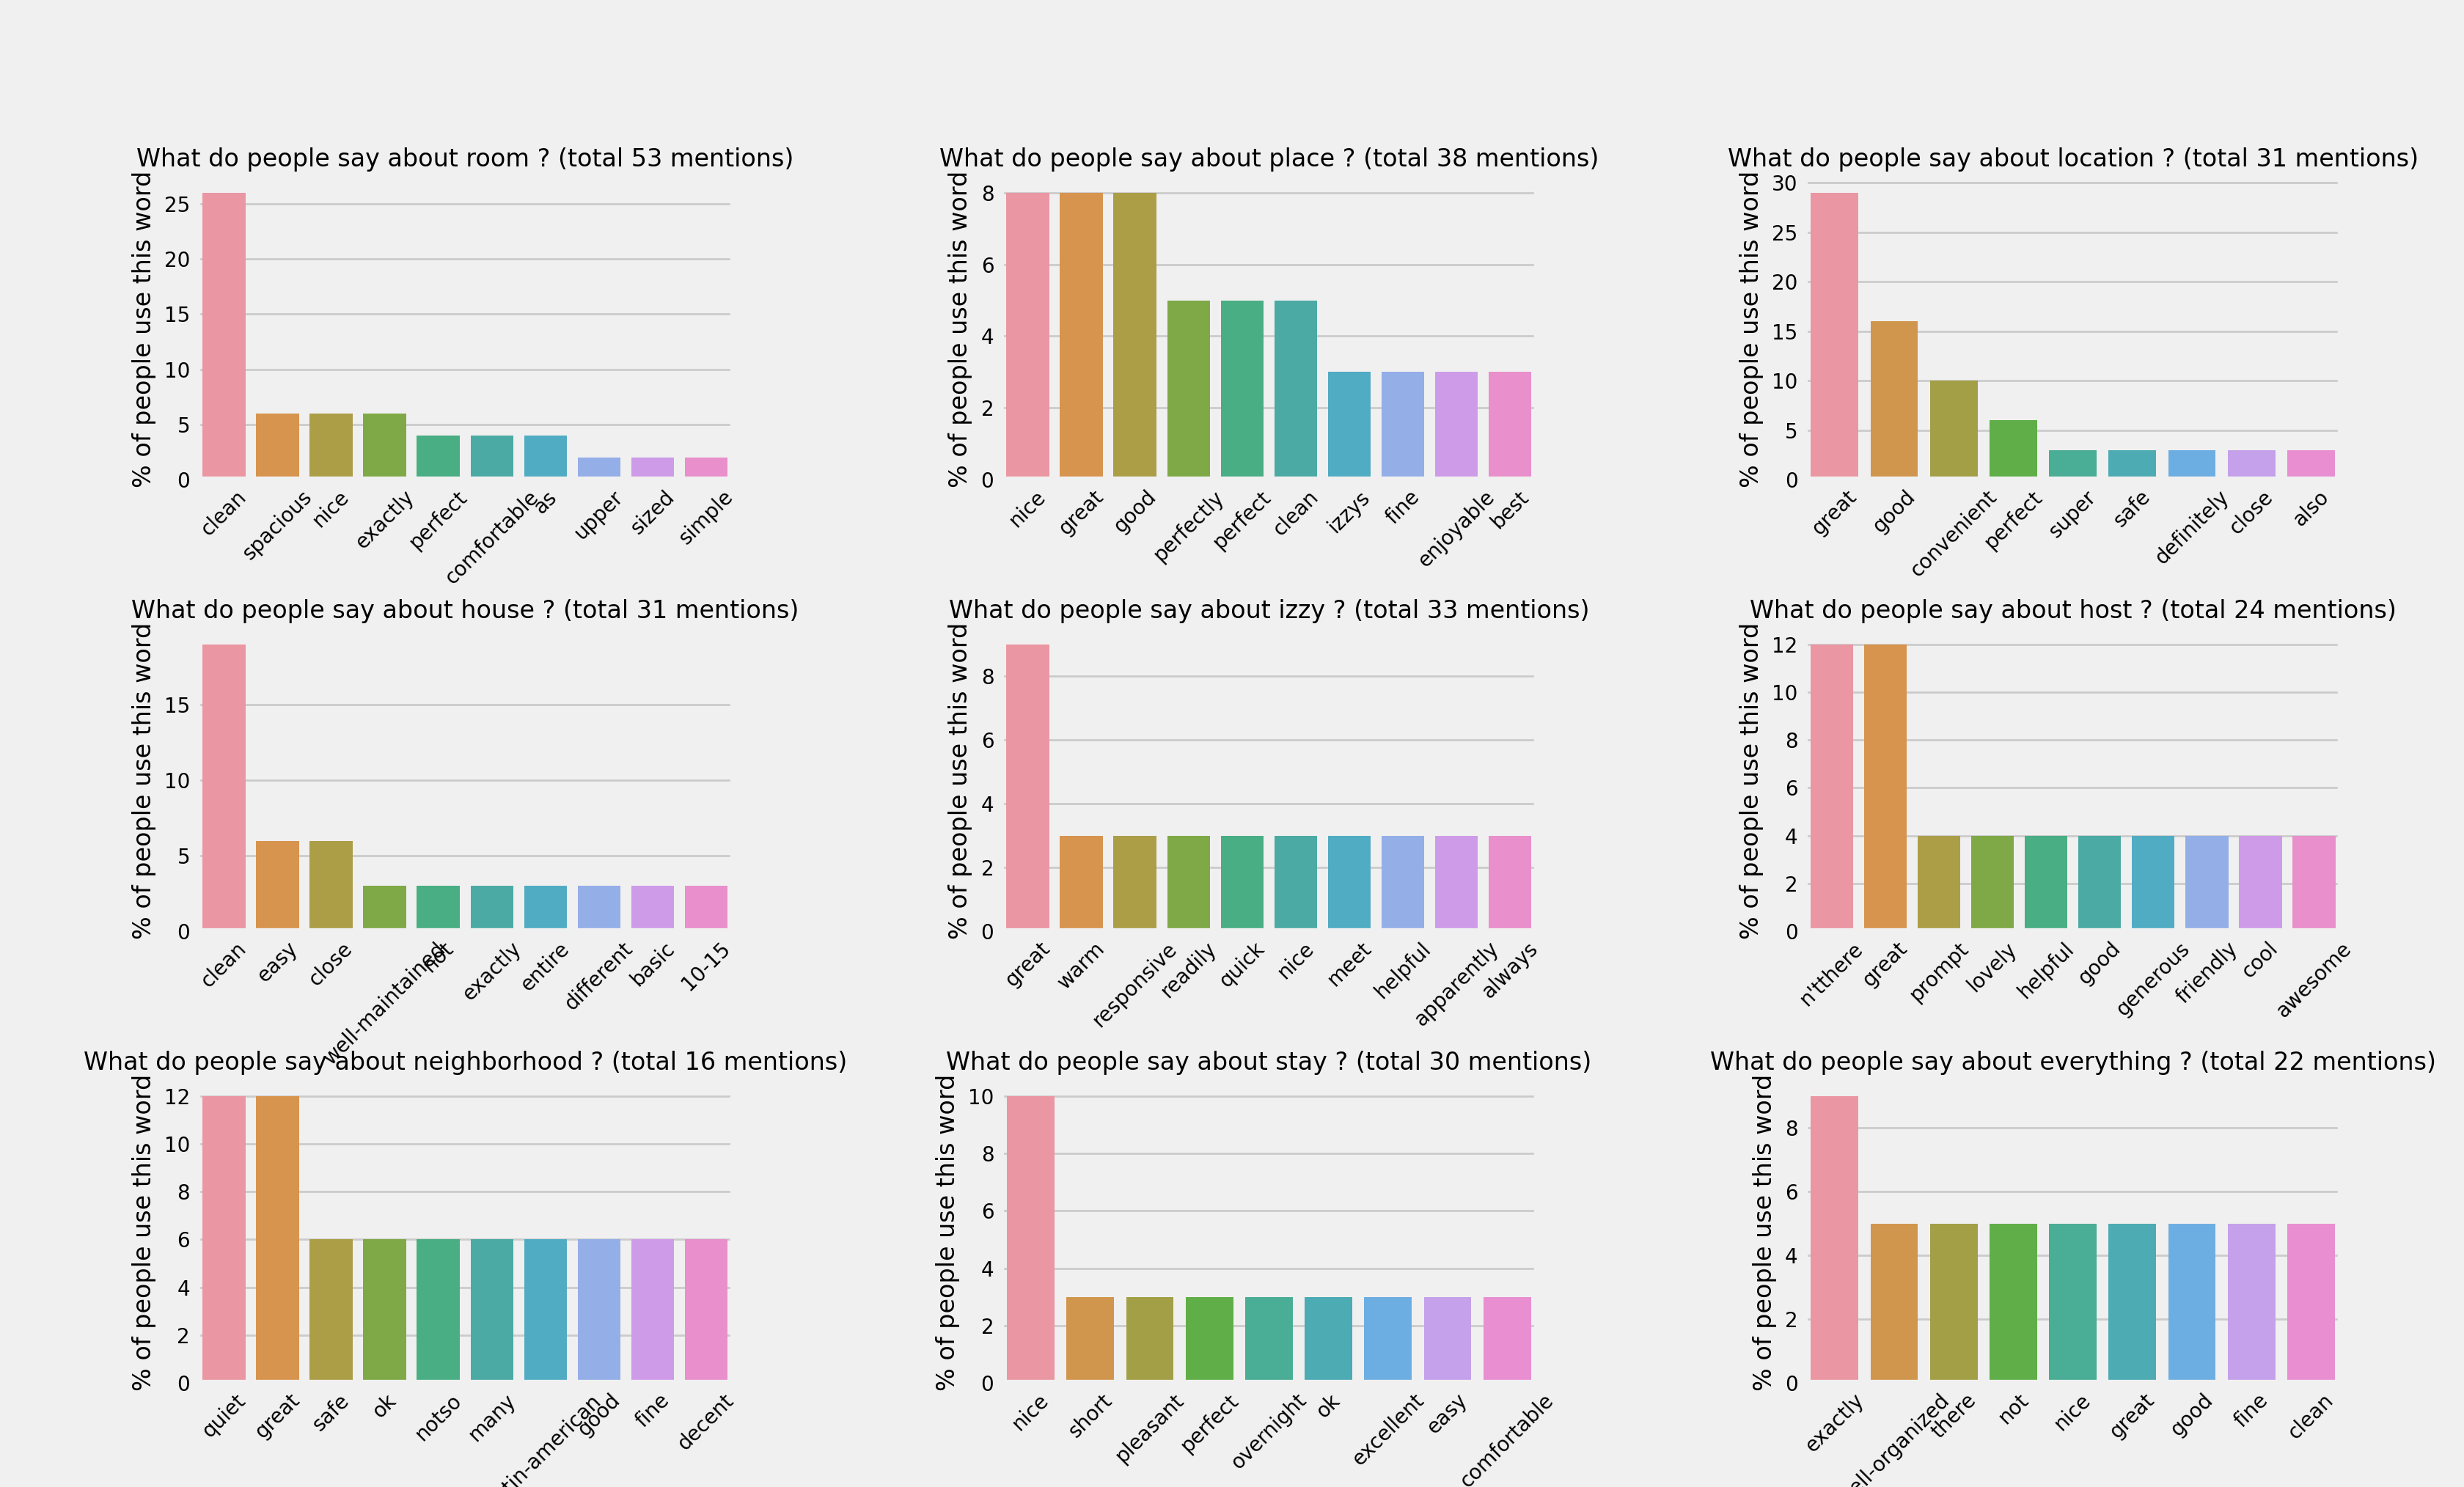 What do people say about room ? (total 53 mentions)
% of people use this word
25
20
15
10
5
0
clean
spacious
nice
exactly
perfect
comfortable
as
upper
sized
simple
What do people say about place ? (total 38 mentions)
% of people use this word
8
6
4
2
0
nice
great
good
perfectly
perfect
clean
izzys
fine
enjoyable
best
What do people say about location ? (total 31 mentions)
% of people use this word
30
25
20
15
10
5
0
great
good
convenient
perfect
super
safe
definitely
close
also
What do people say about house ? (total 31 mentions)
% of people use this word
15
10
5
0
clean
easy
close
well-maintained
not
exactly
entire
different
basic
10-15
What do people say about izzy ? (total 33 mentions)
% of people use this word
8
6
4
2
0
great
warm
responsive
readily
quick
nice
meet
helpful
apparently
always
What do people say about host ? (total 24 mentions)
% of people use this word
12
10
8
6
4
2
0
n'tthere
great
prompt
lovely
helpful
good
generous
friendly
cool
awesome
What do people say about neighborhood ? (total 16 mentions)
% of people use this word
12
10
8
6
4
2
0
quiet
great
safe
ok
notso
many
tin-american
good
fine
decent
What do people say about stay ? (total 30 mentions)
% of people use this word
10
8
6
4
2
0
nice
short
pleasant
perfect
overnight
ok
excellent
easy
comfortable
What do people say about everything ? (total 22 mentions)
% of people use this word
8
6
4
2
0
exactly
ell-organized
there
not
nice
great
good
fine
clean